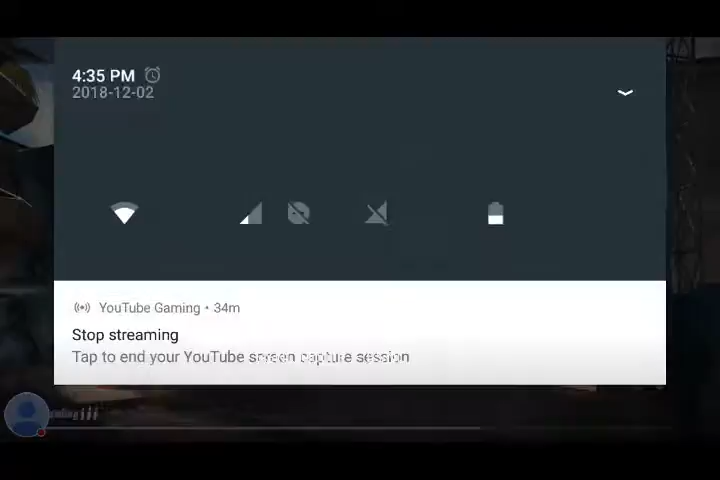 4:35 PM
2018-12-02
YouTube Gaming • 34m
Stop streaming
Tap to end your YouTube screen capture session